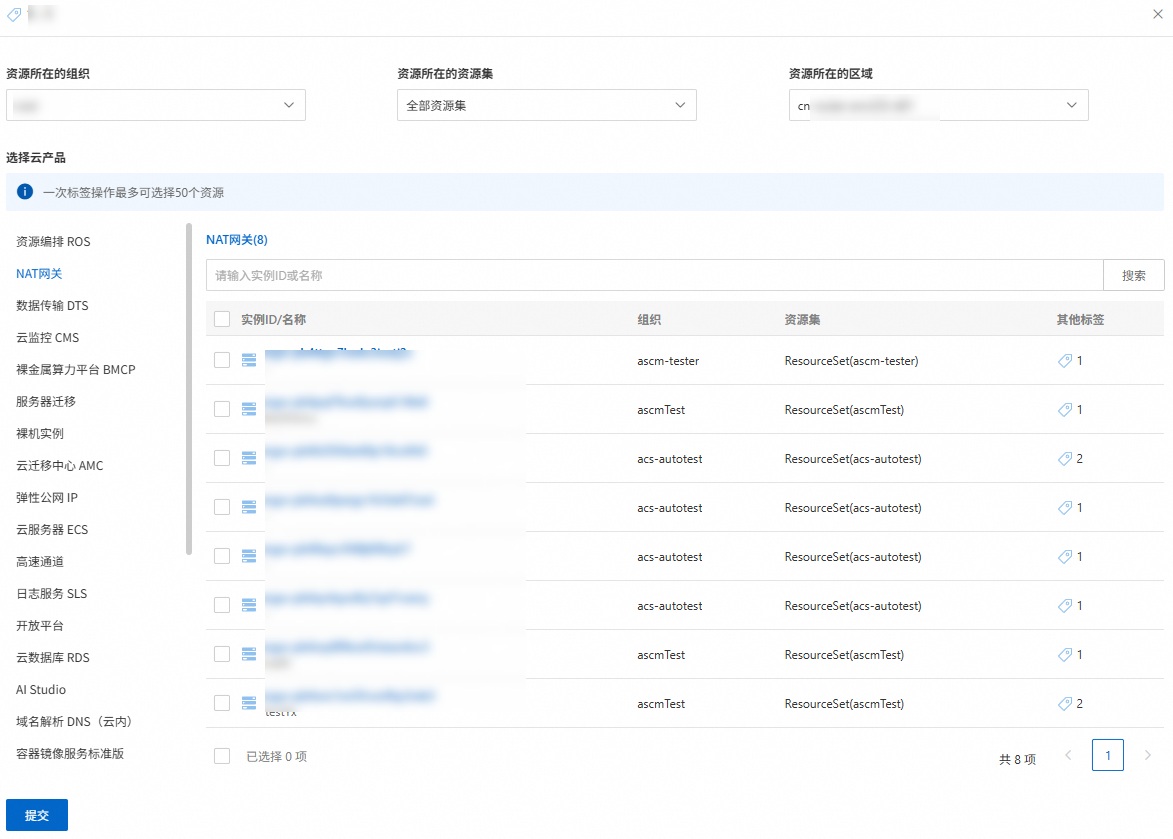 资源所在的组织
资源所在的资源集
资源所在的区域
全部资源集
cn
选择云产品
一次标签操作最多可选择50个资源
资源编排 ROS
NAT网关
数据传输 DTS
云监控 CMS
裸金属算力平台 BMCP
服务器迁移
裸机实例
云迁移中心 AMC
弹性公网 IP
云服务器 ECS
高速通道
日志服务 SLS
开放平台
云数据库 RDS
AI Studio
域名解析 DNS（云内）
容器镜像服务标准版
NAT网关(8)
请输入实例ID或名称
搜索
实例ID/名称 组织 资源集 其他标签
ascm-tester ResourceSet(ascm-tester) 1
ascmTest ResourceSet(ascmTest) 1
acs-autotest ResourceSet(acs-autotest) 2
acs-autotest ResourceSet(acs-autotest) 1
acs-autotest ResourceSet(acs-autotest) 1
acs-autotest ResourceSet(acs-autotest) 1
ascmTest ResourceSet(ascmTest) 1
ascmTest ResourceSet(ascmTest) 2
已选择 0 项
共 8 项
1
提交